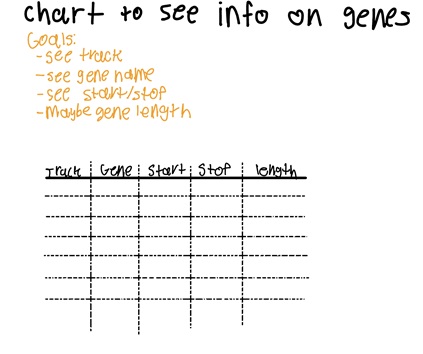 chart to see info on genes
Goals:
-see track
-see gene name
-see start/stop
-Maybe gene length
Track Gene Start Stop length